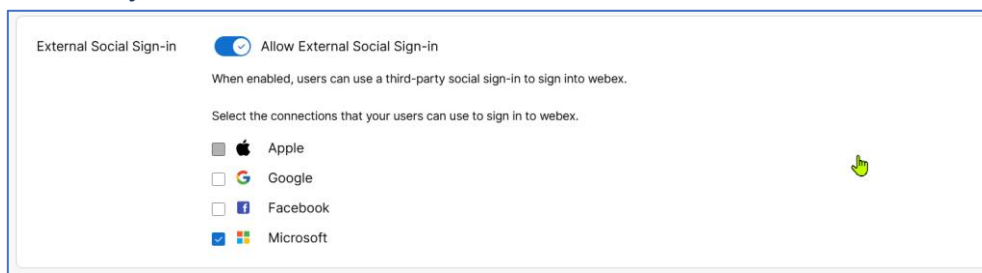 External Social Sign-in
Allow External Social Sign-in
When enabled, users can use a third-party social sign-in to sign into webex.
Select the connections that your users can use to sign in to webex.
Apple
Google
Facebook
Microsoft